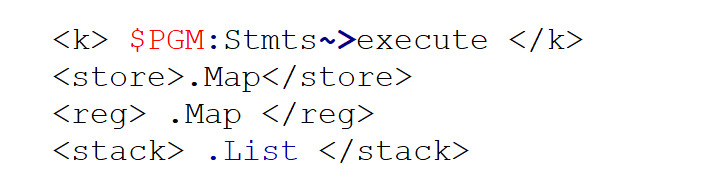 <k> $PGM:Stmts~>execute </k>
<store>.Map</store>
<reg> .Map </reg>
<stack> .List </stack>